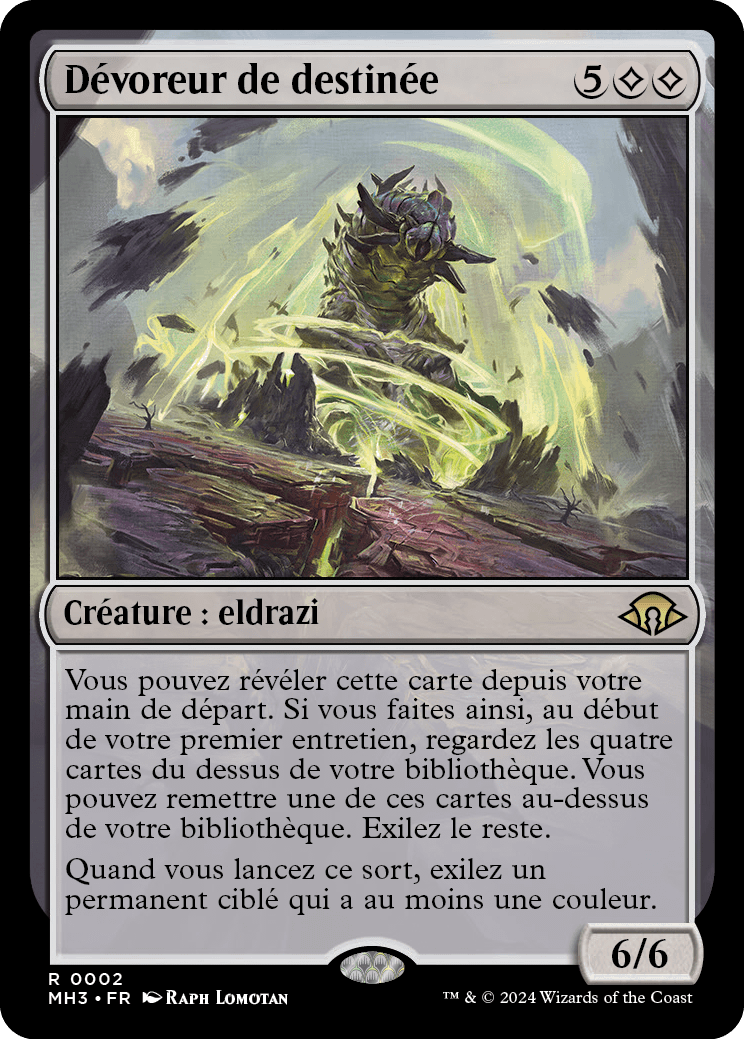 Dévoreur de destinée
5
Créature : eldrazi
Vous pouvez révéler cette carte depuis votre
main de départ. Si vous faites ainsi, au début
de votre premier entretien, regardez les quatre
cartes du dessus de votre bibliothèque. Vous
pouvez remettre une de ces cartes au-dessus
de votre bibliothèque. Exilez le reste.
Quand vous lancez ce sort, exilez un
permanent ciblé qui a au moins une couleur.
6/6
R 0002
MH3 • FR Raph Lomotan
™ & © 2024 Wizards of the Coast